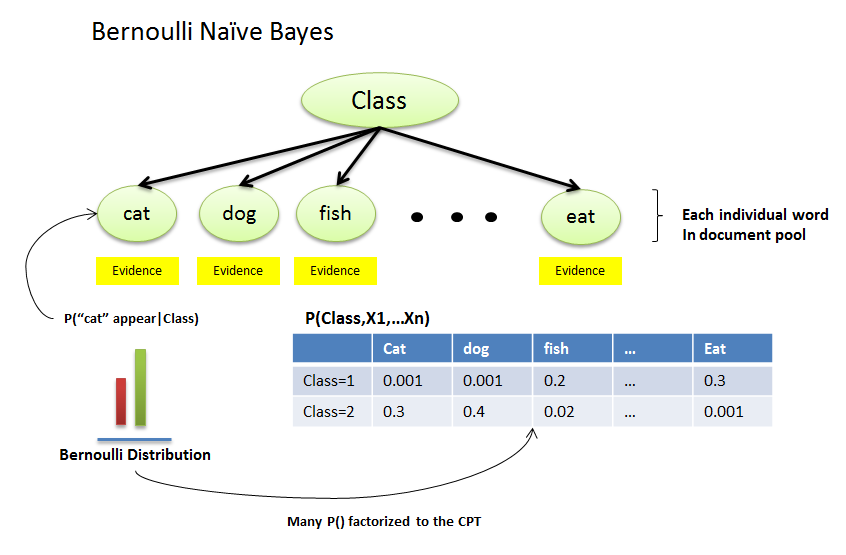 Bernoulli Naïve Bayes
Class
cat dog fish eat
Each individual word
In document pool
Evidence Evidence Evidence Evidence
P(“cat” appear|Class)
P(Class,X1,...Xn)
Cat dog fish ... Eat
Class=1 0.001 0.001 0.2 ... 0.3
Class=2 0.3 0.4 0.02 ... 0.001
Bernoulli Distribution
Many P() factorized to the CPT